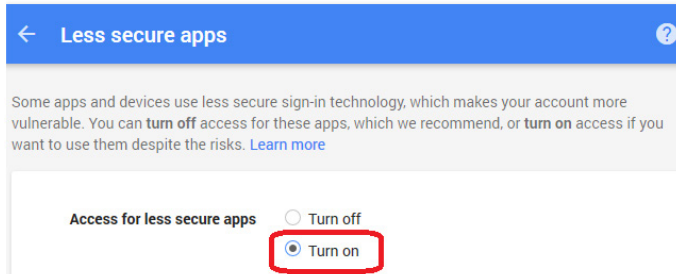 Less secure apps
Some apps and devices use less secure sign-in technology, which makes your account more
vulnerable. You can turn off access for these apps, which we recommend, or turn on access if you
want to use them despite the risks. Learn more
Access for less secure apps Turn off
Turn on